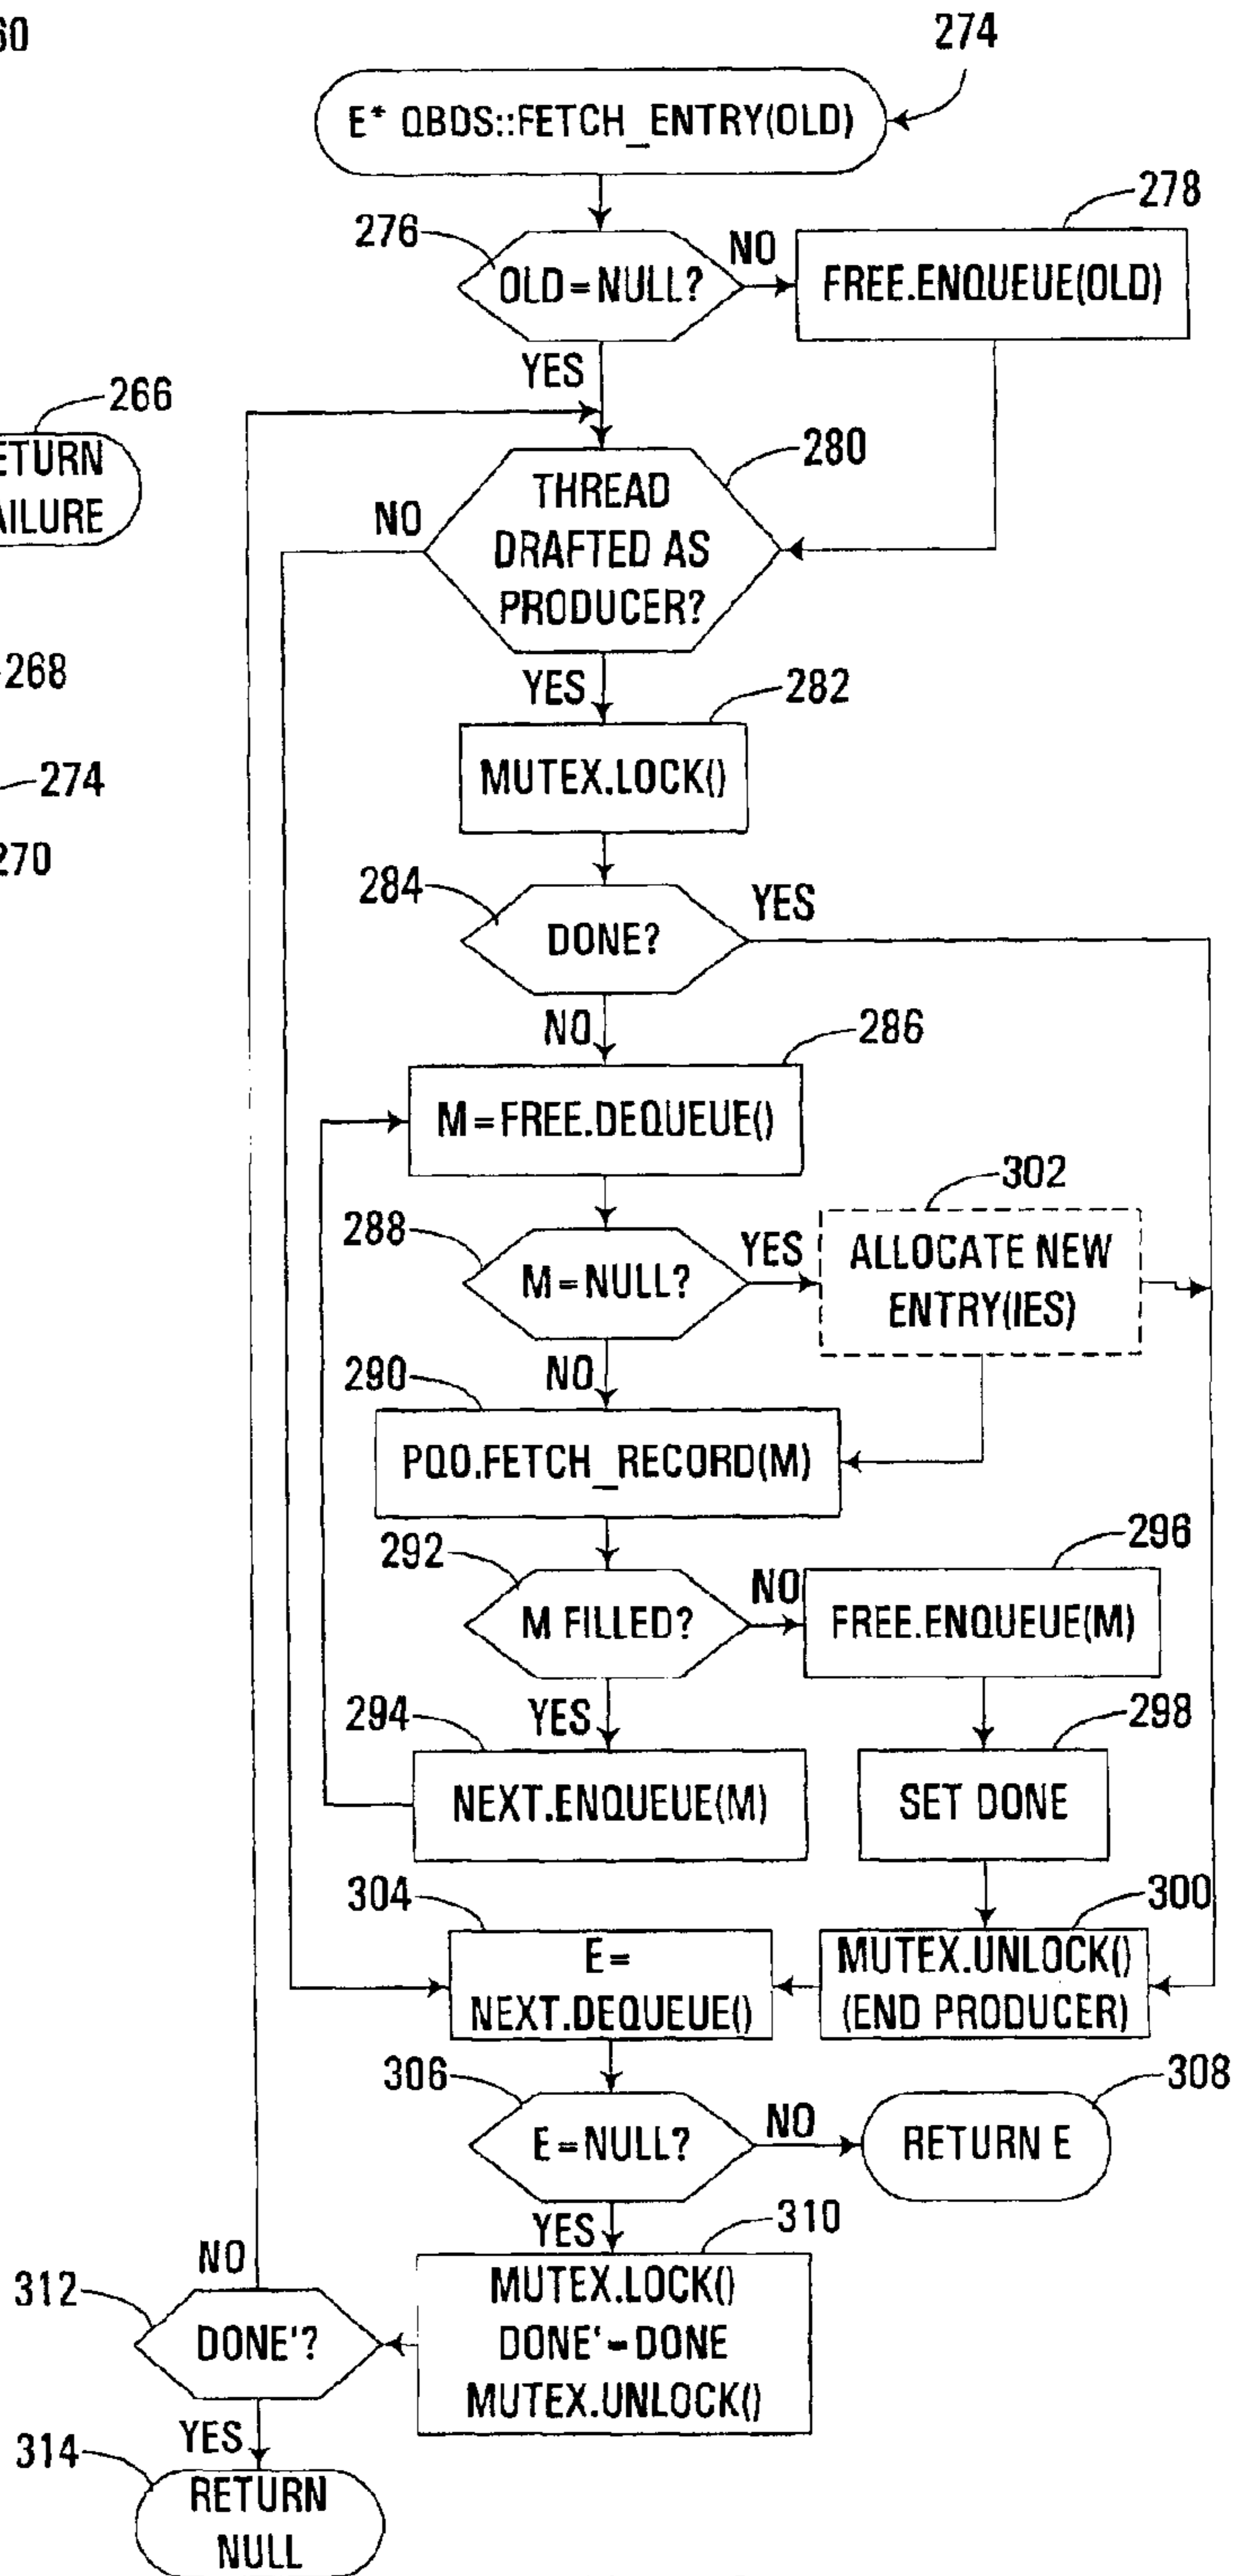 60
274
E* QBDS::FETCH_ENTRY(OLD)
278
276
OLD=NULL?
NO
FREE.ENQUEUE(OLD)
YES
266
ETURN
AILURE
280
NO
THREAD
DRAFTED AS
PRODUCER?
268
YES
282
274
MUTEX.LOCK()
270
284
YES
DONE?
NO
286
M=FREE.DEQUEUE()
302
288
YES
ALLOCATE NEW
ENTRY(IES)
M=NULL?
290
NO
PQO.FETCH_RECORD(M)
292
296
NO
M FILLED?
FREE.ENQUEUE(M)
294
YES
298
NEXT.ENQUEUE(M)
SET DONE
304
300
E=
NEXT.DEQUEUE()
MUTEX.UNLOCK()
(END PRODUCER)
306
308
E=NULL?
NO
RETURN E
YES
310
NO
312
MUTEX.LOCK()
DONE'=DONE
MUTEX.UNLOCK()
DONE'?
YES
314
RETURN
NULL